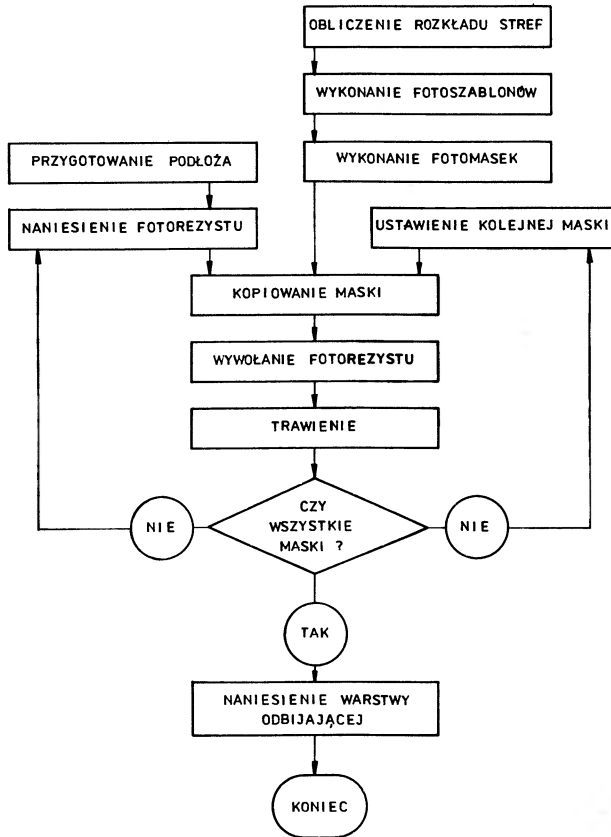 OBLICZENIE ROZKŁADU STREF
WYKONANIE FOTOSZABLONÓW
PRZYGOTOWANIE PODŁOŻA
WYKONANIE FOTOMASEK
NANIESIENIE FOTOREZYSTU
USTAWIENIE KOLEJNEJ MASKI
KOPIOWANIE MASKI
WYWOŁANIE FOTOREZYSTU
TRAWIENIE
NIE
CZY
WSZYSTKIE
MASKI ?
NIE
TAK
NANIESIENIE WARSTWY
ODBIJAJĄCEJ
KONIEC